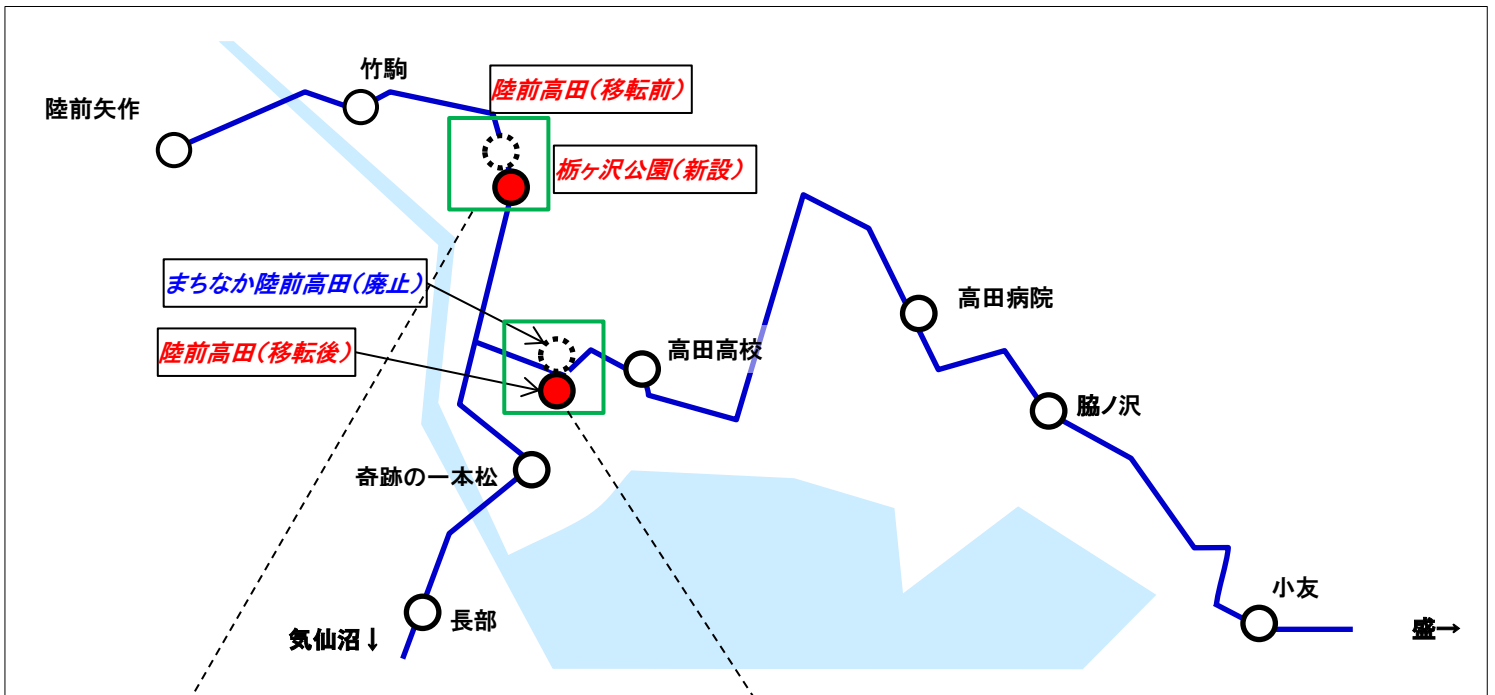 竹駒
陸前高田(移転前)
陸前矢作
栃ヶ沢公園(新設)
まちなか陸前高田(廃止)
高田病院
陸前高田(移転後)
高田高校
脇ノ沢
奇跡の一本松
小友
長部
気仙沼↓
盛→